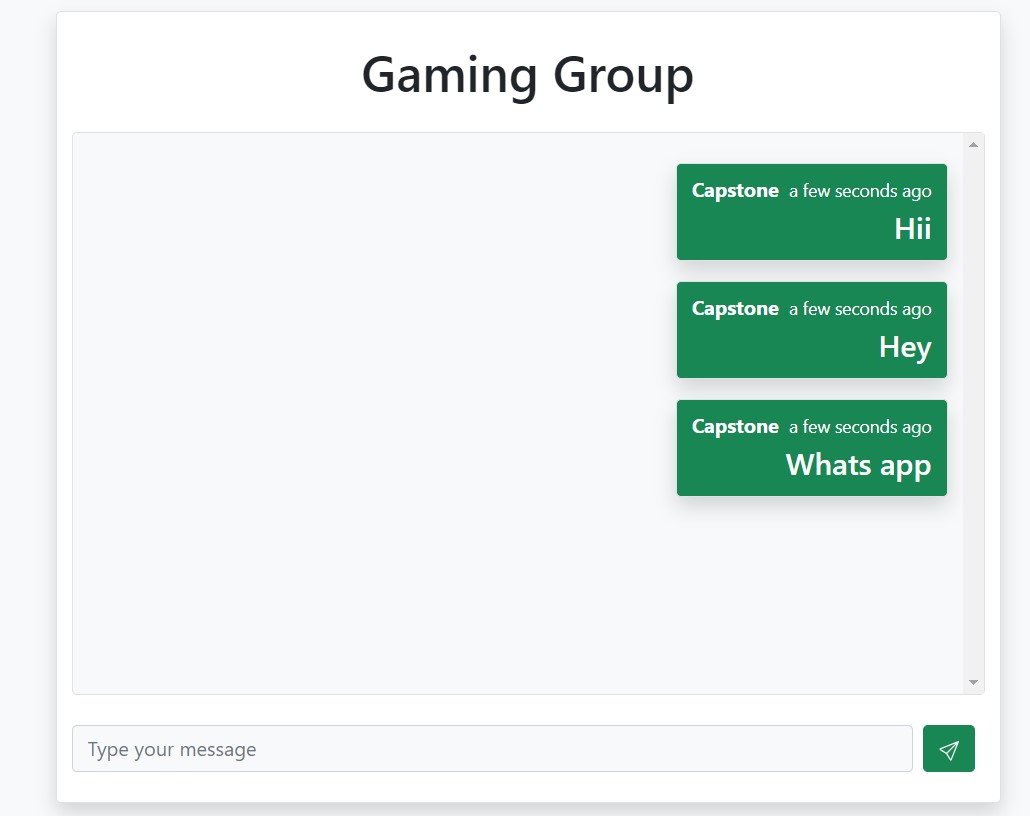 Gaming Group
Capstone a few seconds ago
Hii
Capstone a few seconds ago
Hey
Capstone a few seconds ago
Whats app
Type your message